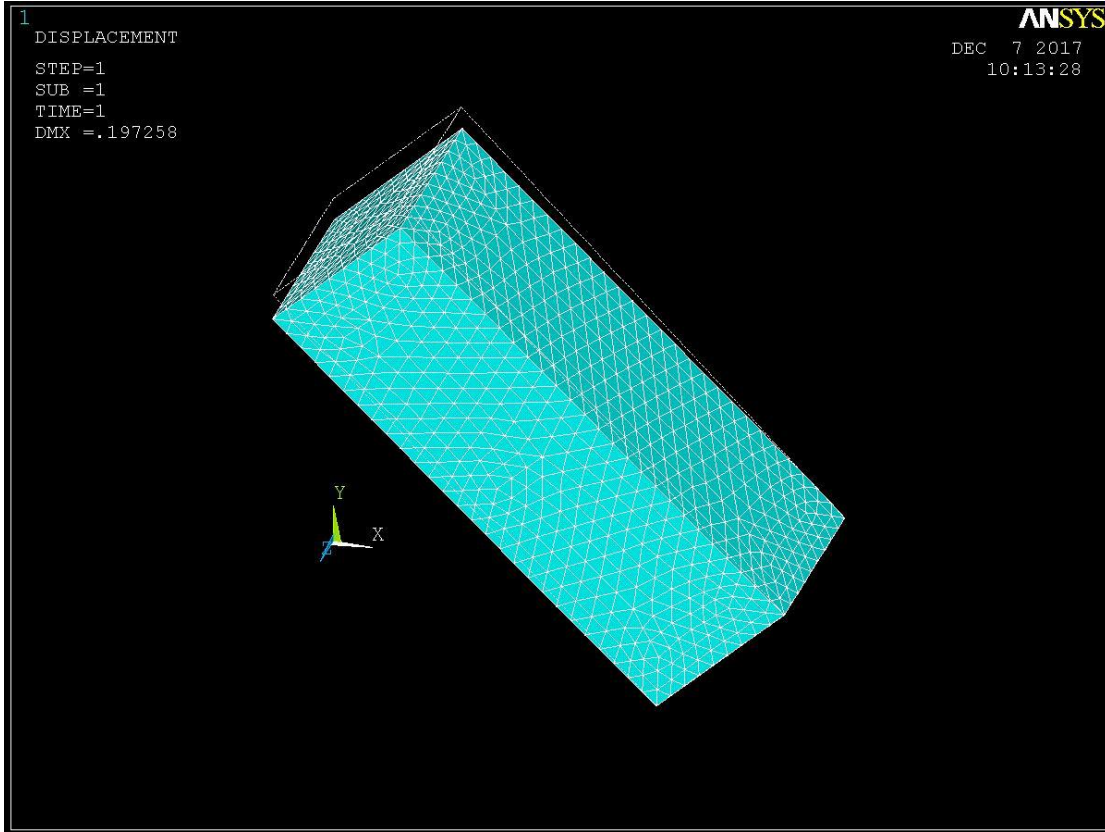 1
ANSYS
DISPLACEMENT
DEC 7 2017
10:13:28
STEP=1
SUB =1
TIME=1
DMX =.197258
Y
X
Z